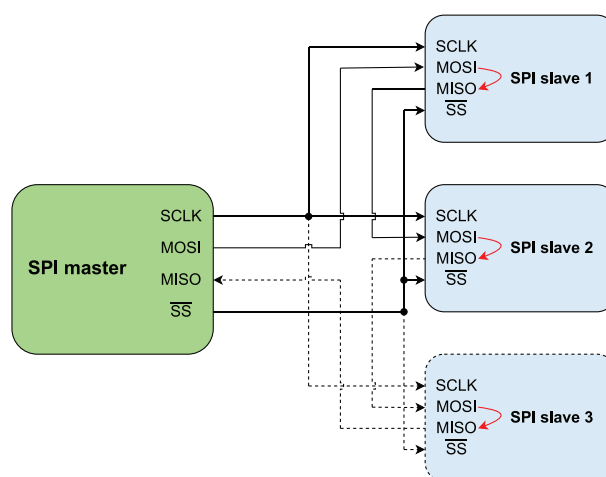 SPI master
SCLK
MOSI
MISO
SS
SCLK
MOSI
MISO
SS
SPI slave 1
SCLK
MOSI
MISO
SS
SPI slave 2
SCLK
MOSI
MISO
SS
SPI slave 3